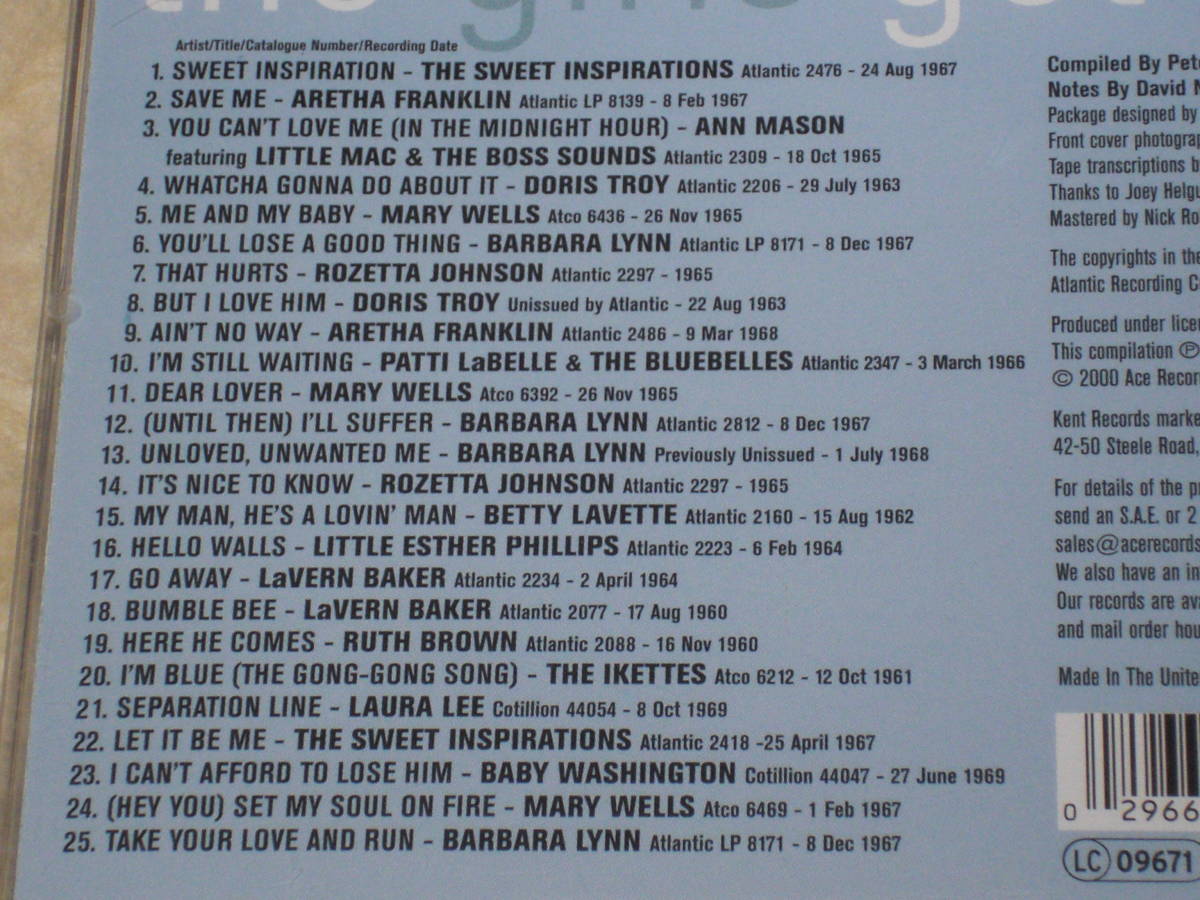 the girls got
Artist/Title/Catalogue Number/Recording Date
1. SWEET INSPIRATION - THE SWEET INSPIRATIONS Atlantic 2476 - 24 Aug 1967
2. SAVE ME - ARETHA FRANKLIN Atlantic LP 8139 - 8 Feb 1967
3. YOU CAN'T LOVE ME (IN THE MIDNIGHT HOUR) - ANN MASON
featuring LITTLE MAC & THE BOSS SOUNDS Atlantic 2309 - 18 Oct 1965
4. WHATCHA GONNA DO ABOUT IT - DORIS TROY Atlantic 2206 - 29 July 1963
5. ME AND MY BABY - MARY WELLS Atco 6436 - 26 Nov 1965
6. YOU'LL LOSE A GOOD THING - BARBARA LYNN Atlantic LP 8171 - 8 Dec 1967
7. THAT HURTS - ROZETTA JOHNSON Atlantic 2297 - 1965
8. BUT I LOVE HIM - DORIS TROY Unissued by Atlantic - 22 Aug 1963
9. AIN'T NO WAY - ARETHA FRANKLIN Atlantic 2486 - 9 Mar 1968
10. I'M STILL WAITING - PATTI LaBELLE & THE BLUEBELLES Atlantic 2347 - 3 March 1966
11. DEAR LOVER - MARY WELLS Atco 6392 - 26 Nov 1965
12. (UNTIL THEN) I'LL SUFFER - BARBARA LYNN Atlantic 2812 - 8 Dec 1967
13. UNLOVED, UNWANTED ME - BARBARA LYNN Previously Unissued - 1 July 1968
14. IT'S NICE TO KNOW - ROZETTA JOHNSON Atlantic 2297 - 1965
15. MY MAN, HE'S A LOVIN' MAN - BETTY LAVETTE Atlantic 2160 - 15 Aug 1962
16. HELLO WALLS - LITTLE ESTHER PHILLIPS Atlantic 2223 - 6 Feb 1964
17. GO AWAY - LaVERN BAKER Atlantic 2234 - 2 April 1964
18. BUMBLE BEE - LaVERN BAKER Atlantic 2077 - 17 Aug 1960
19. HERE HE COMES - RUTH BROWN Atlantic 2088 - 16 Nov 1960
20. I'M BLUE (THE GONG-GONG SONG) - THE IKETTES Atco 6212 - 12 Oct 1961
21. SEPARATION LINE - LAURA LEE Cotillion 44054 - 8 Oct 1969
22. LET IT BE ME - THE SWEET INSPIRATIONS Atlantic 2418 -25 April 1967
23. I CAN'T AFFORD TO LOSE HIM - BABY WASHINGTON Cotillion 44047 - 27 June 1969
24. (HEY YOU) SET MY SOUL ON FIRE - MARY WELLS Atco 6469 - 1 Feb 1967
25. TAKE YOUR LOVE AND RUN - BARBARA LYNN Atlantic LP 8171 - 8 Dec 1967
Compiled By Pet
Notes By David
Package designed by
Front cover photograp
Tape transcriptions b
Thanks to Joey Helgu
Mastered by Nick Ro
The copyrights in the
Atlantic Recording C
Produced under licen
This compilation ℗
© 2000 Ace Recor
Kent Records marke
42-50 Steele Road,
For details of the p
send an S.A.E. or 2
sales@acerecords
We also have an in
Our records are ava
and mail order hou
Made In The Unite
0 2966
LC 09671